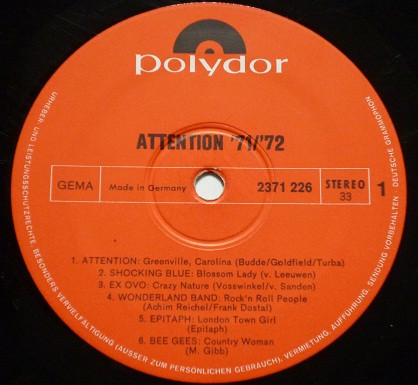 polydor
ATTENTION '71/'72
GEMA
Made in Germany
2371 226
STEREO
33
1
1. ATTENTION: Greenville, Carolina (Budde/Goldfield/Turba)
2. SHOCKING BLUE: Blossom Lady (v. Leeuwen)
3. EX OVO: Crazy Nature (Vosswinkel/v. Sanden)
4. WONDERLAND BAND: Rock'n Roll People
(Achim Reichel/Frank Dostal)
5. EPITAPH: London Town Girl
(Epitaph)
6. BEE GEES: Country Woman
(M. Gibb)
URHEBER- UND LEISTUNGSSCHUTZRECHTE, BESONDERS VERVIELFÄLTIGUNG (AUSSER ZUM PERSÖNLICHEN GEBRAUCH), VERMIETUNG, AUFFÜHRUNG, SENDUNG VORBEHALTEN
DEUTSCHE GRAMMOPHON